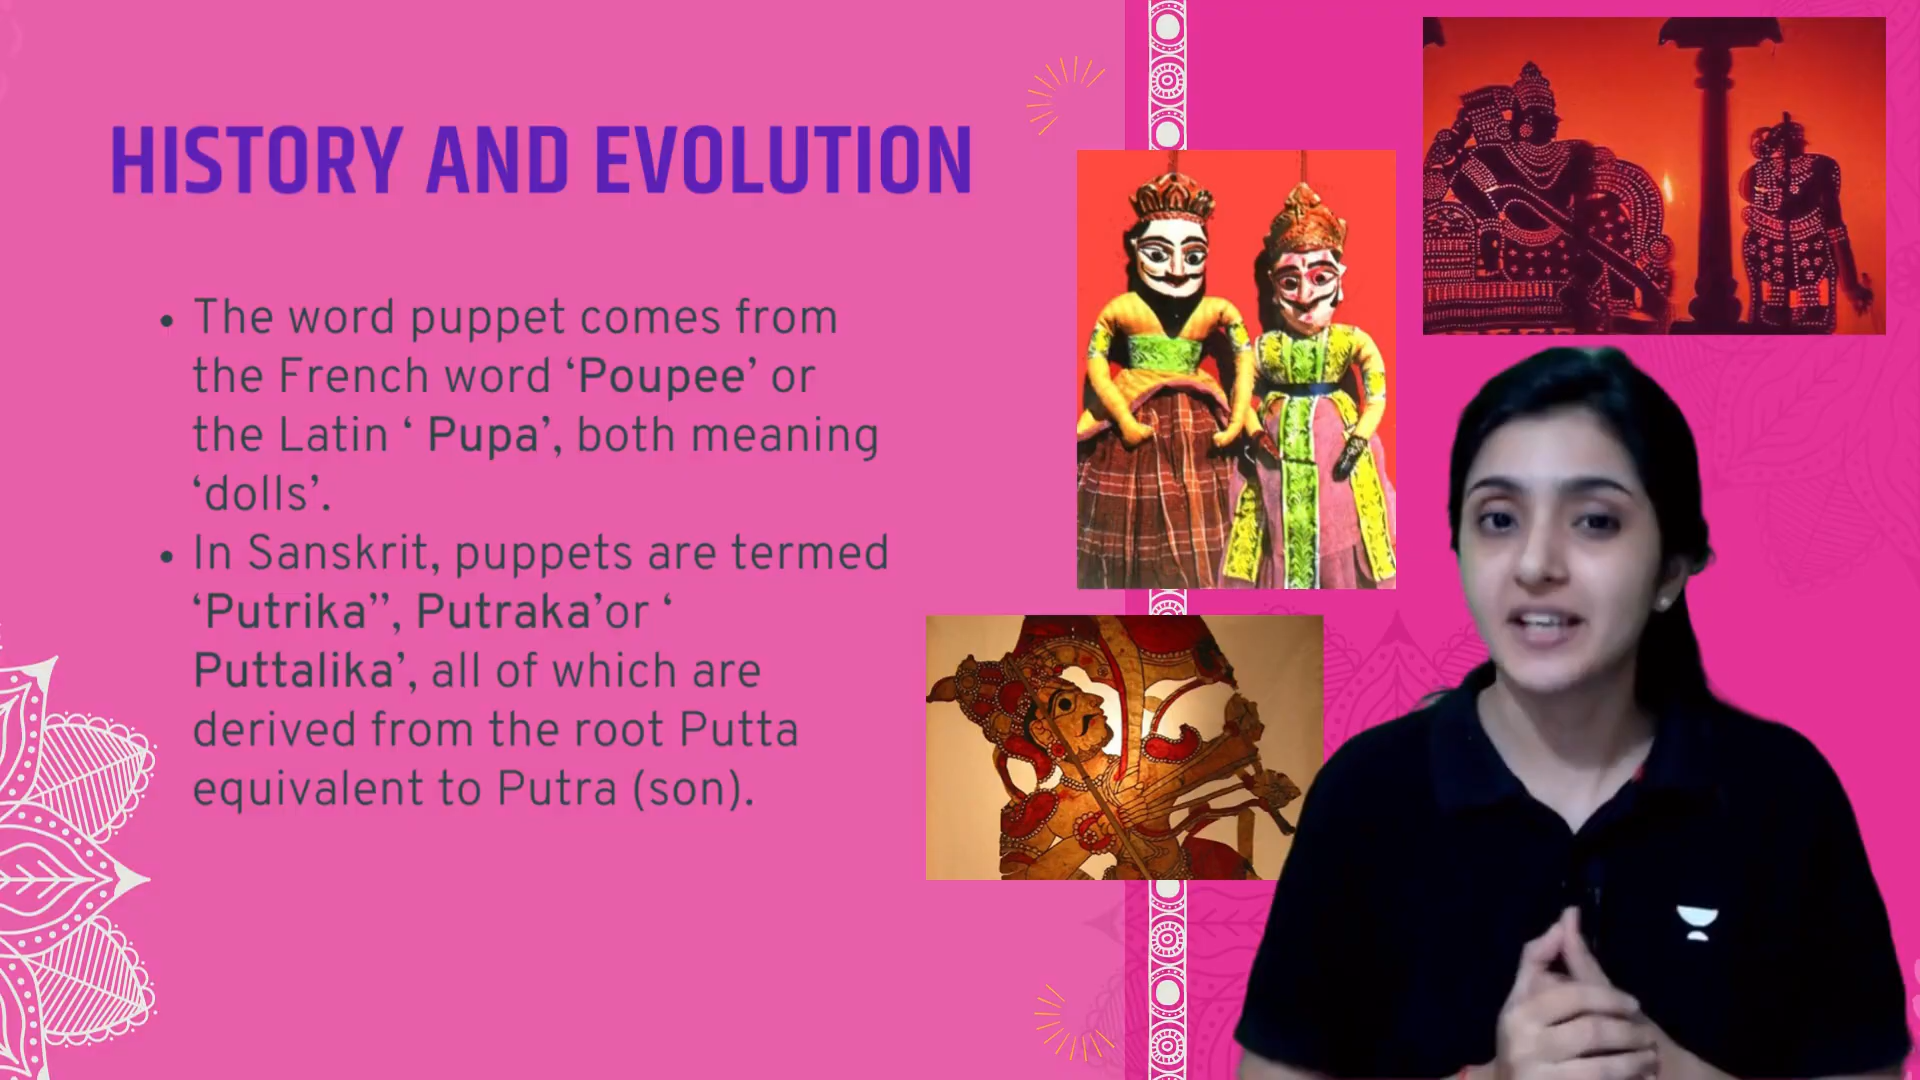 HISTORY AND EVOLUTION
• The word puppet comes from
the French word ‘Poupee’ or
the Latin ‘ Pupa’, both meaning
‘dolls’.
• In Sanskrit, puppets are termed
‘Putrika’’, Putraka’or ‘
Puttalika’, all of which are
derived from the root Putta
equivalent to Putra (son).